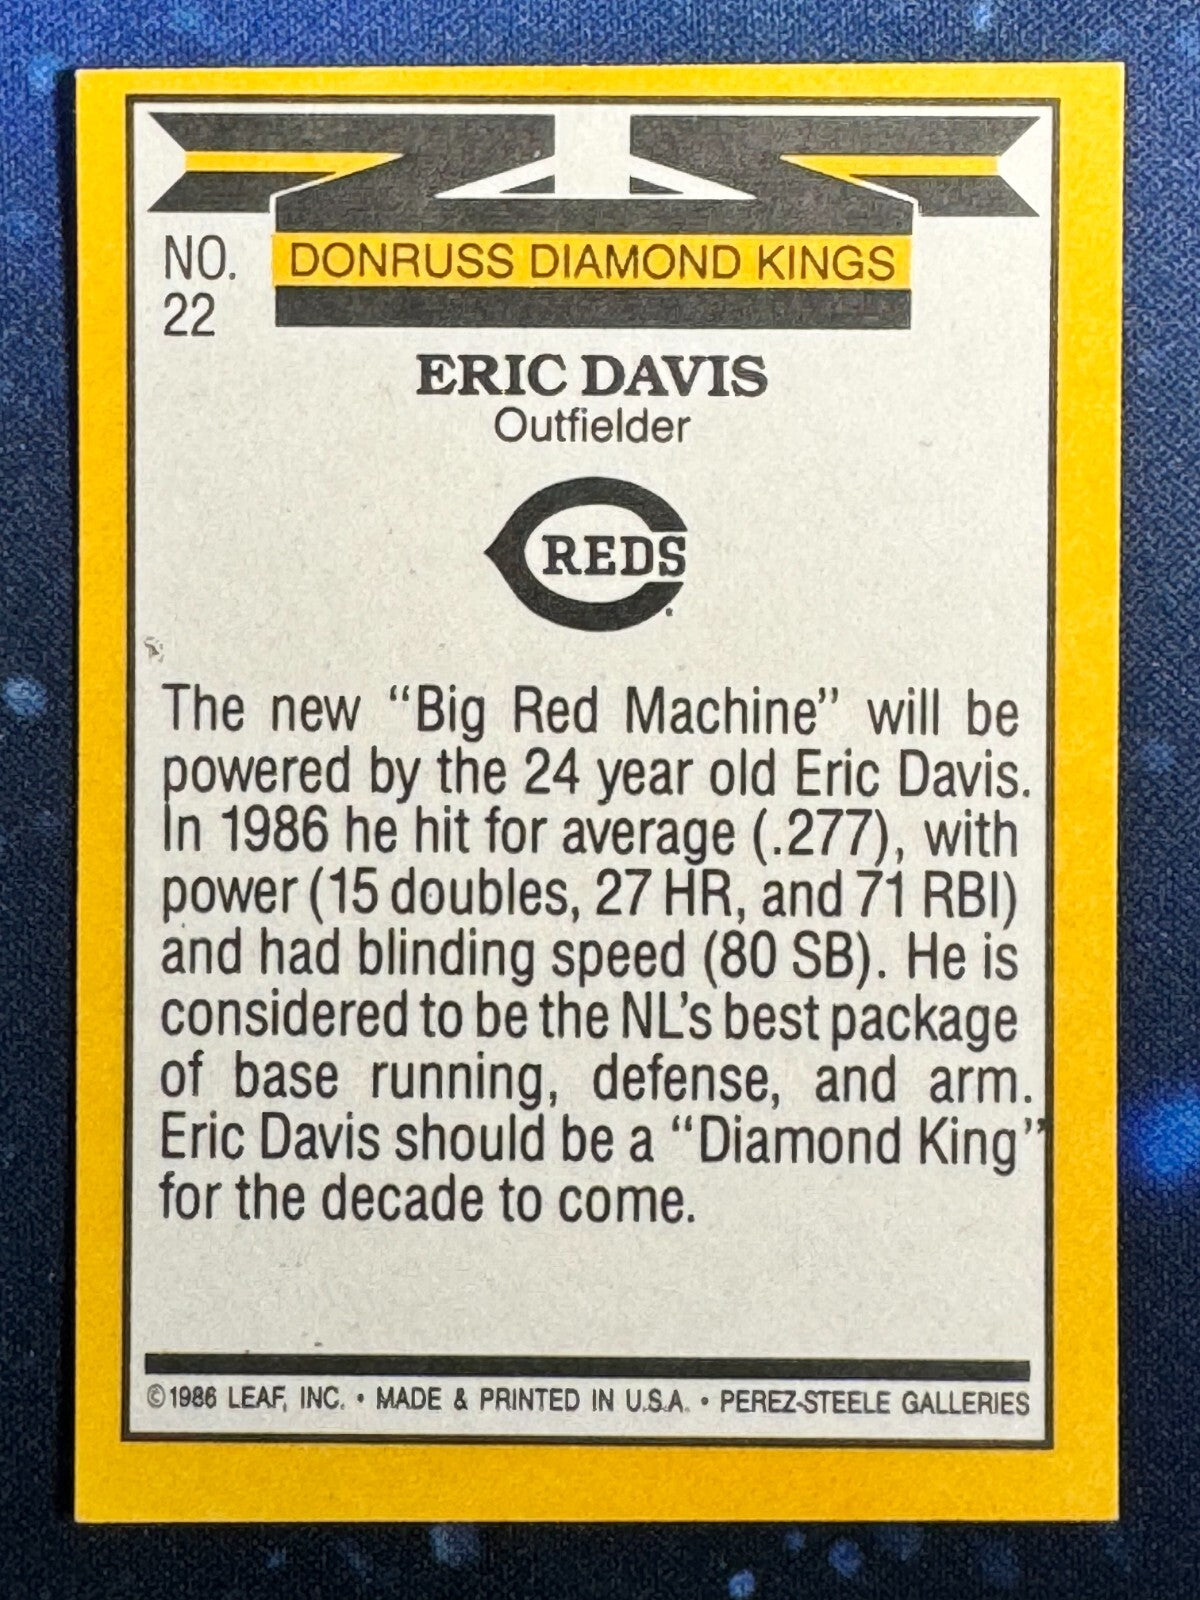 NO.
22
DONRUSS DIAMOND KINGS
ERIC DAVIS
Outfielder
REDS
The new “Big Red Machine” will be
powered by the 24 year old Eric Davis.
In 1986 he hit for average (.277), with
power (15 doubles, 27 HR, and 71 RBI)
and had blinding speed (80 SB). He is
considered to be the NL’s best package
of base running, defense, and arm.
Eric Davis should be a “Diamond King”
for the decade to come.
©1986 LEAF, INC. • MADE & PRINTED IN U.S.A. • PEREZ-STEELE GALLERIES